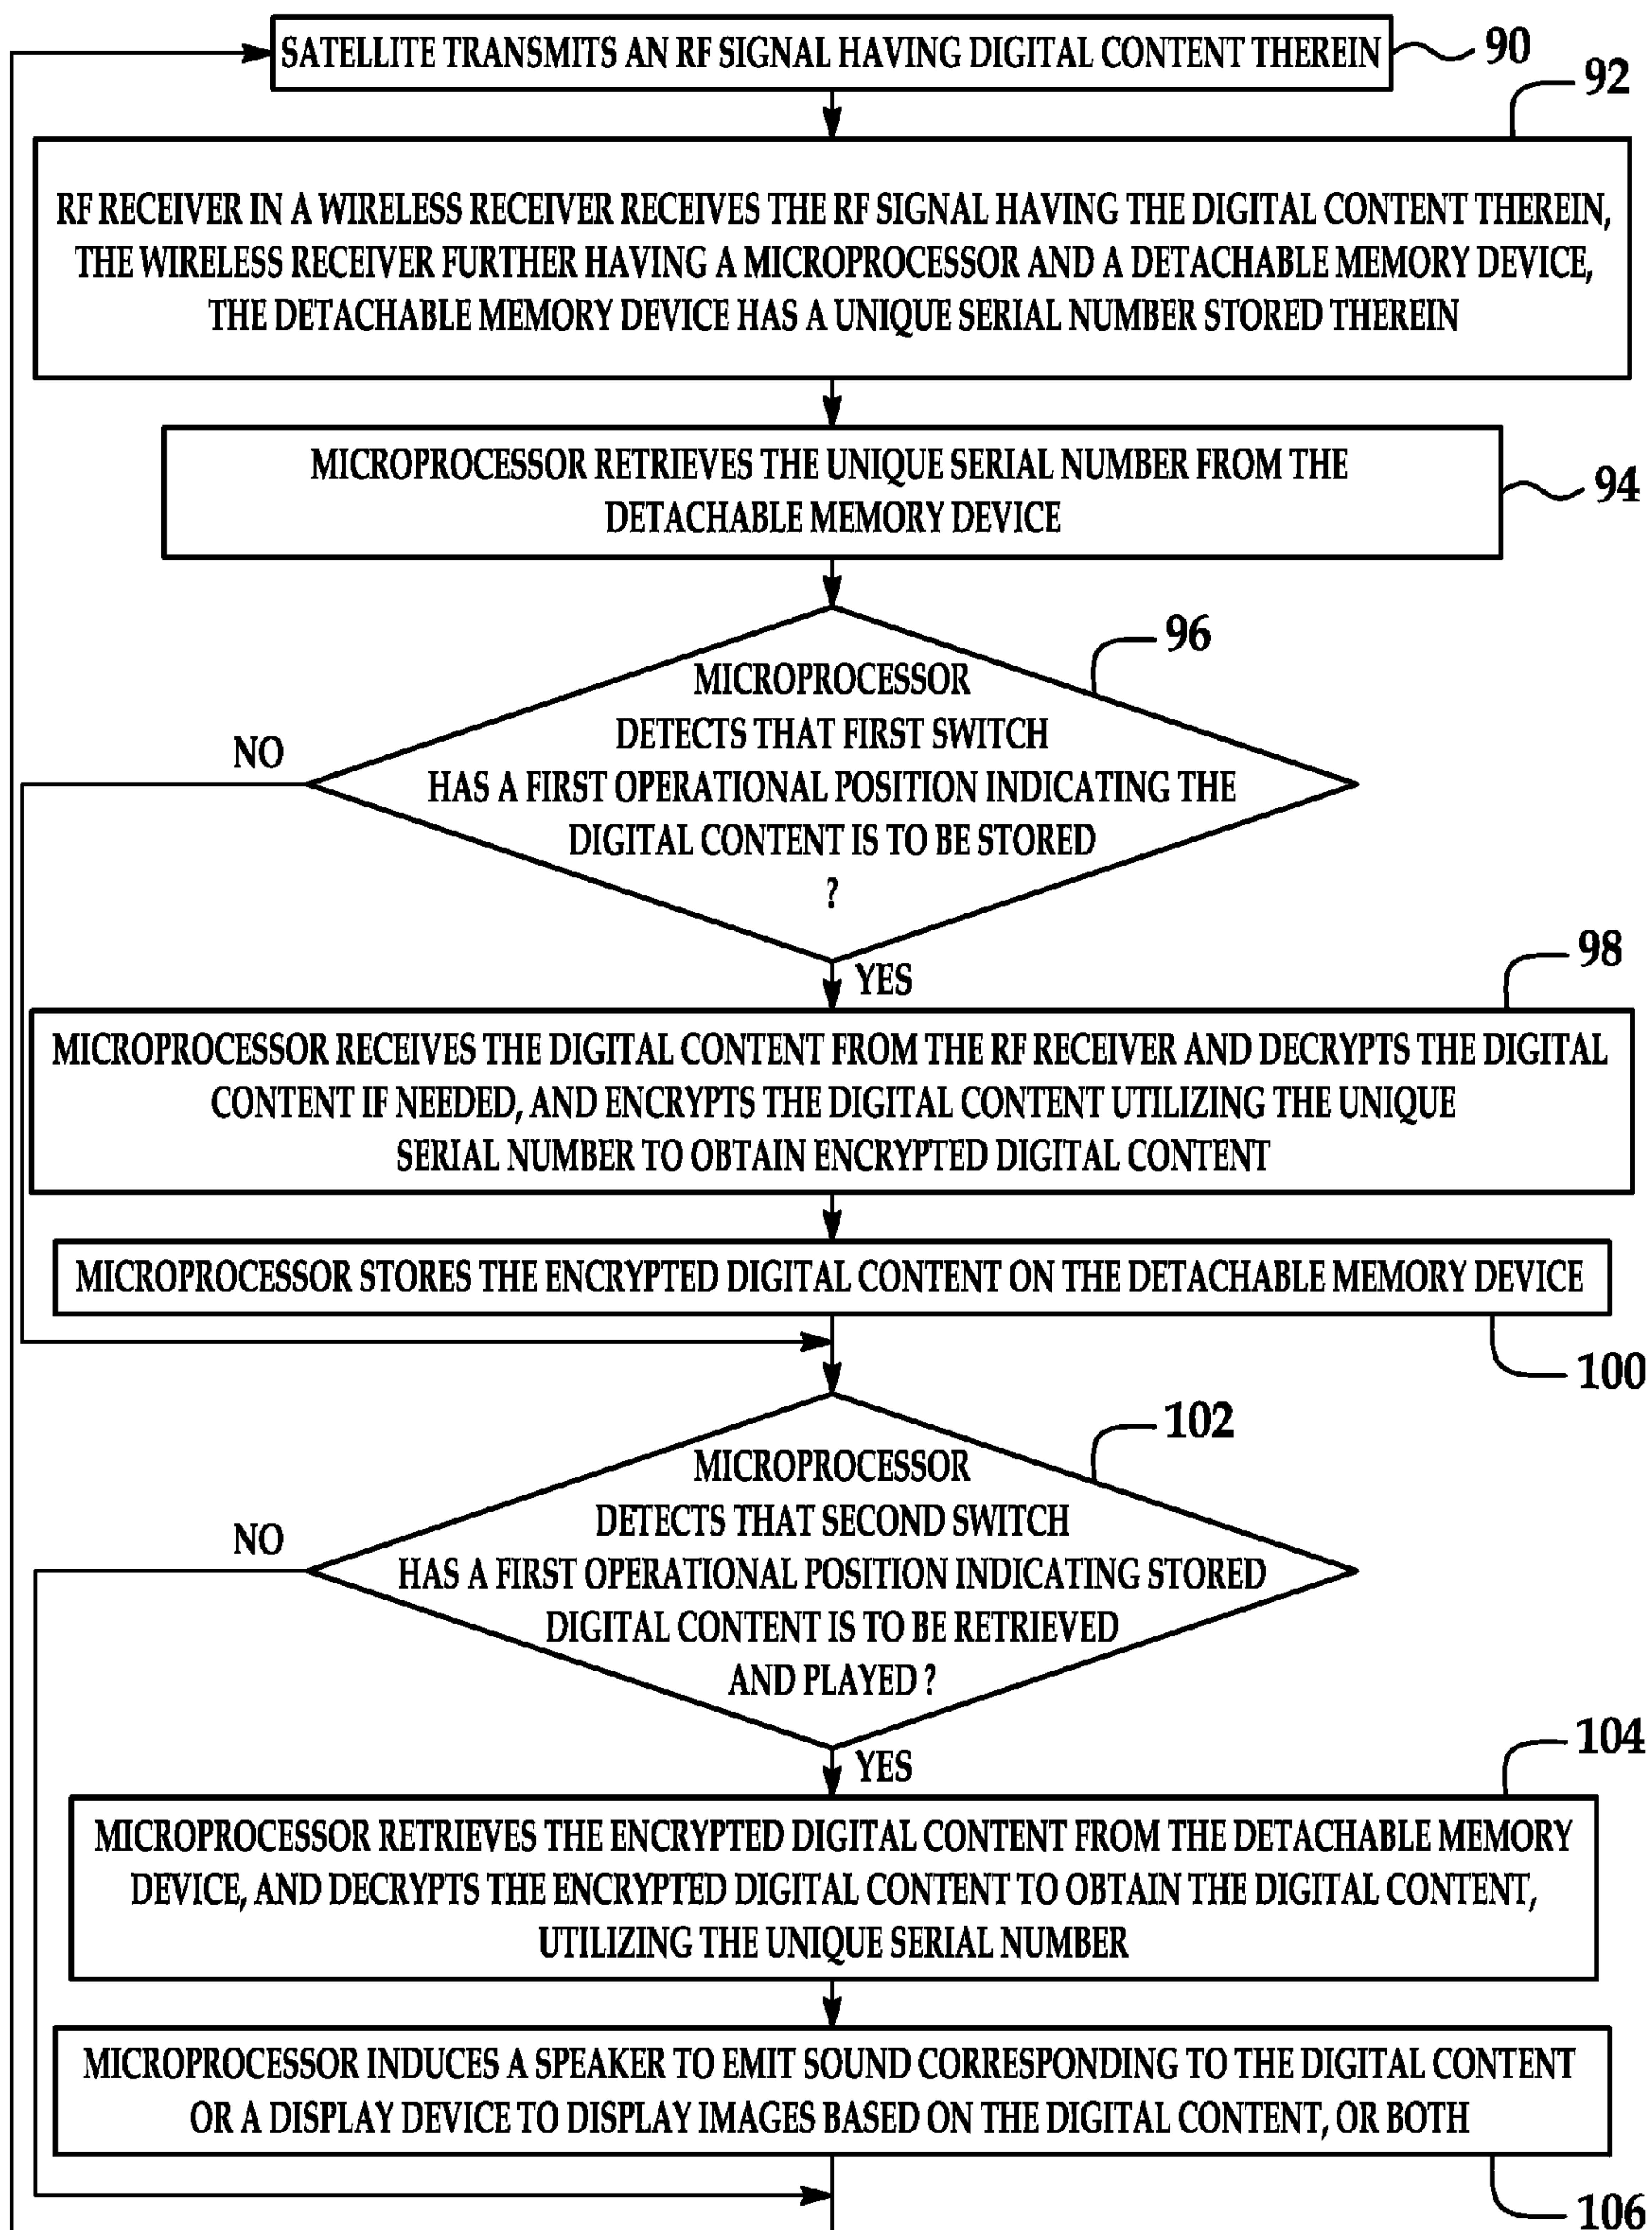 SATELLITE TRANSMITS AN RF SIGNAL HAVING DIGITAL CONTENT THEREIN
90
92
RF RECEIVER IN A WIRELESS RECEIVER RECEIVES THE RF SIGNAL HAVING THE DIGITAL CONTENT THEREIN,
THE WIRELESS RECEIVER FURTHER HAVING A MICROPROCESSOR AND A DETACHABLE MEMORY DEVICE,
THE DETACHABLE MEMORY DEVICE HAS A UNIQUE SERIAL NUMBER STORED THEREIN
MICROPROCESSOR RETRIEVES THE UNIQUE SERIAL NUMBER FROM THE
DETACHABLE MEMORY DEVICE
94
96
MICROPROCESSOR
DETECTS THAT FIRST SWITCH
HAS A FIRST OPERATIONAL POSITION INDICATING THE
DIGITAL CONTENT IS TO BE STORED
?
NO
YES
98
MICROPROCESSOR RECEIVES THE DIGITAL CONTENT FROM THE RF RECEIVER AND DECRYPTS THE DIGITAL
CONTENT IF NEEDED, AND ENCRYPTS THE DIGITAL CONTENT UTILIZING THE UNIQUE
SERIAL NUMBER TO OBTAIN ENCRYPTED DIGITAL CONTENT
MICROPROCESSOR STORES THE ENCRYPTED DIGITAL CONTENT ON THE DETACHABLE MEMORY DEVICE
100
102
MICROPROCESSOR
DETECTS THAT SECOND SWITCH
HAS A FIRST OPERATIONAL POSITION INDICATING STORED
DIGITAL CONTENT IS TO BE RETRIEVED
AND PLAYED ?
NO
YES
104
MICROPROCESSOR RETRIEVES THE ENCRYPTED DIGITAL CONTENT FROM THE DETACHABLE MEMORY
DEVICE, AND DECRYPTS THE ENCRYPTED DIGITAL CONTENT TO OBTAIN THE DIGITAL CONTENT,
UTILIZING THE UNIQUE SERIAL NUMBER
MICROPROCESSOR INDUCES A SPEAKER TO EMIT SOUND CORRESPONDING TO THE DIGITAL CONTENT
OR A DISPLAY DEVICE TO DISPLAY IMAGES BASED ON THE DIGITAL CONTENT, OR BOTH
106